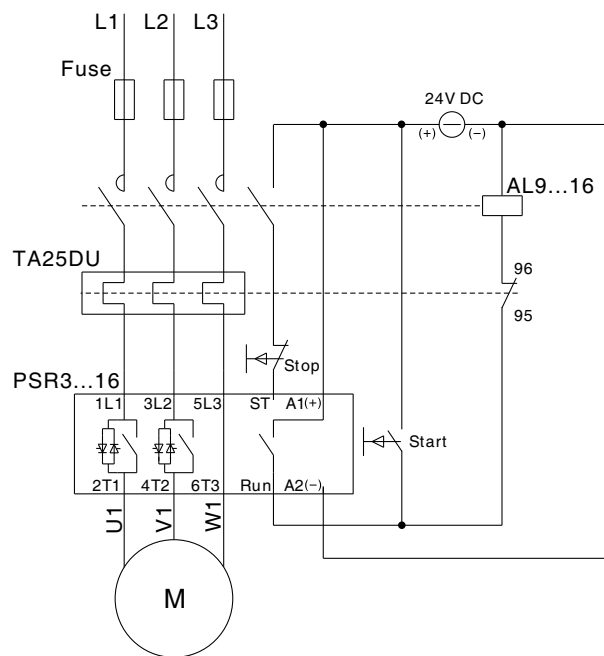 L1 L2 L3
Fuse
24V DC
(+) (−)
AL9...16
TA25DU
96
95
Stop
PSR3...16
1L1 3L2 5L3 ST A1(+)
Start
2T1 4T2 6T3 Run A2(−)
U1 V1 W1
M